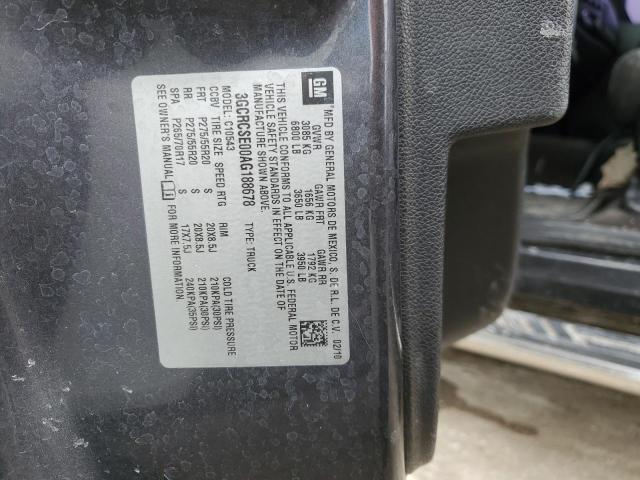 GM
MFD BY GENERAL MOTORS DE MEXICO, S. DE R.L. DE C.V. 02/10
GVWR GAWR FRT GAWR RR
3085 KG 1656 KG 1792 KG
6800 LB 3650 LB 3950 LB
THIS VEHICLE CONFORMS TO ALL APPLICABLE U.S. FEDERAL MOTOR
VEHICLE SAFETY STANDARDS IN EFFECT ON THE DATE OF
MANUFACTURE SHOWN ABOVE.
3GCRCSE00AG188678 TYPE: TRUCK
MODEL: C10543
CCBV TIRE SIZE SPEED RTG RIM COLD TIRE PRESSURE
FRT P275/55R20 S 20X8.5J 210KPA(30PSI)
RR P275/55R20 S 20X8.5J 210KPA(30PSI)
SPA P265/70R17 S 17X7.5J 240KPA(35PSI)
SEE OWNER'S MANUAL FOR MORE INFORMATION